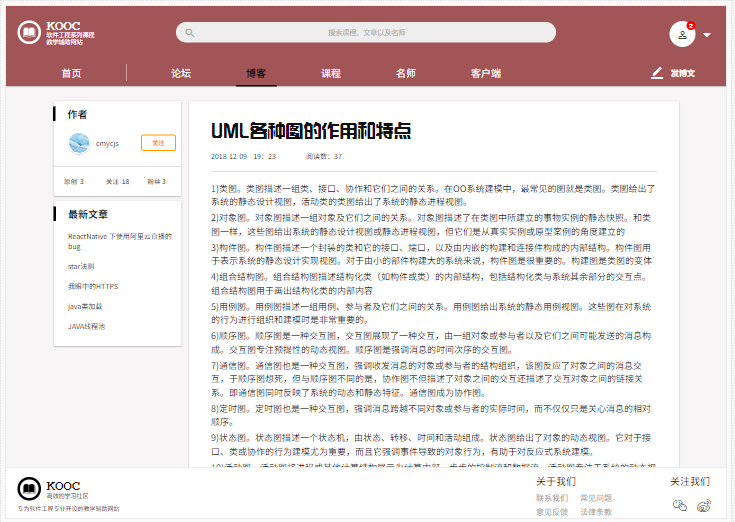 KOOC
软件工程系列课程
教学辅助网站
搜索课程，文章以及名师
2
首页
论坛
博客
课程
名师
客户端
发博文
作者
cmycjs
关注
原创 3
关注 18
粉丝 3
最新文章
ReactNative 下使用阿里云直播的
bug
star法则
我眼中的HTTPS
java类加载
JAVA线程池
UML各种图的作用和特点
2018-12-09 19：23
阅读数：37
1)类图。类图描述一组类、接口、协作和它们之间的关系。在OO系统建模中，最常见的图就是类图。类图给出了
系统的静态设计视图，活动类的类图给出了系统的静态进程视图。
2)对象图。对象图描述一组对象及它们之间的关系。对象图描述了在类图中所建立的事物实例的静态快照。和类
图一样，这些图给出系统的静态设计视图或静态进程视图，但它们是从真实实例或原型案例的角度建立的
3)构件图。构件图描述一个封装的类和它的接口、端口，以及由内嵌的构建和连接件构成的内部结构。构件图用
于表示系统的静态设计实现视图。对于由小的部件构建大的系统来说，构件图是很重要的。构建图是类图的变体
4)组合结构图。组合结构图描述结构化类（如构件或类）的内部结构，包括结构化类与系统其余部分的交互点。
组合结构图用于画出结构化类的内部内容
5)用例图。用例图描述一组用例、参与者及它们之间的关系。用例图给出系统的静态用例视图。这些图在对系统
的行为进行组织和建模时是非常重要的。
6)顺序图。顺序图是一种交互图，交互图展现了一种交互，由一组对象或参与者以及它们之间可能发送的消息构
成。交互图专注预提性的动态视图。顺序图是强调消息的时间次序的交互图。
7)通信图。通信图也是一种交互图，强调收发消息的对象或参与者的结构组织，该图反应了对象之间的消息交
互，于顺序图想死，但与顺序图不同的是，协作图不但描述了对象之间的交互还描述了交互对象之间的链接关
系。即通信图同时反映了系统的动态和静态特征。通信图成为协作图。
8)定时图。定时图也是一种交互图，强调消息跨越不同对象或参与者的实际时间，而不仅仅只是关心消息的相对
顺序。
9)状态图。状态图描述一个状态机，由状态、转移、时间和活动组成。状态图给出了对象的动态视图。它对于接
口、类或协作的行为建模尤为重要，而且它强调事件导致的对象行为，有助于对反应式系统建模。
KOOC
高效的学习社区
5为软件工程专业开设的教学辅助网站
关于我们
联系我们
常见问题
意见反馈
法律条款
关注我们